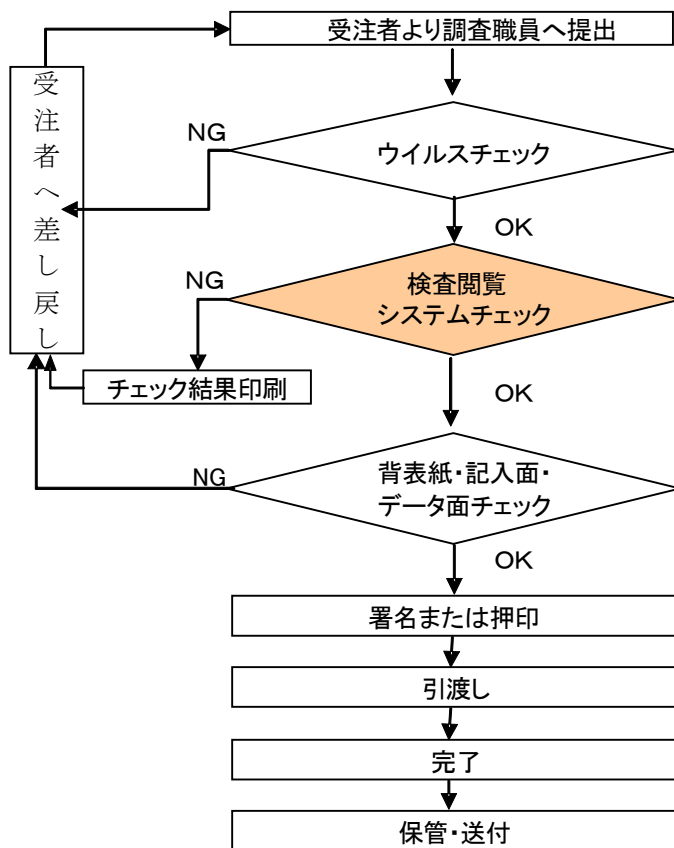 受注者より調査職員へ提出
受注者へ差し戻し
NG
ウイルスチェック
OK
NG
検査閲覧
システムチェック
チェック結果印刷
OK
NG
背表紙・記入面・
データ面チェック
OK
署名または押印
引渡し
完了
保管・送付